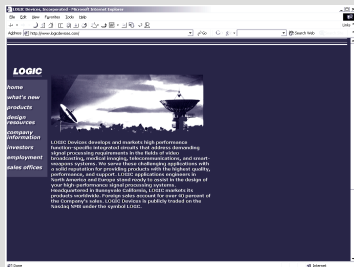 LOGIC Devices, Incorporated - Microsoft Internet Explorer
File Edit View Favorites Tools Help
Links
Address http://www.logicdevices.com/
Go
Search Web
LOGIC
home
what's new
products
design
resources
company
information
investors
employment
sales offices
LOGIC Devices develops and markets high performance
function-specific integrated circuits that address demanding
signal processing requirements in the fields of video
broadcasting, medical imaging, telecommunications, and smart-
weapons systems. We serve these challenging applications with
a solid reputation for providing products with the highest quality,
performance, and support. LOGIC applications engineers in
North America and Europe stand ready to assist in the design of
your high-performance signal processing systems.
Headquartered in Sunnyvale California, LOGIC markets its
products worldwide. Foreign sales account for over 40 percent of
the Company's sales. LOGIC Devices is publicly traded on the
Nasdaq NMS under the symbol LOGC.
Done
Internet